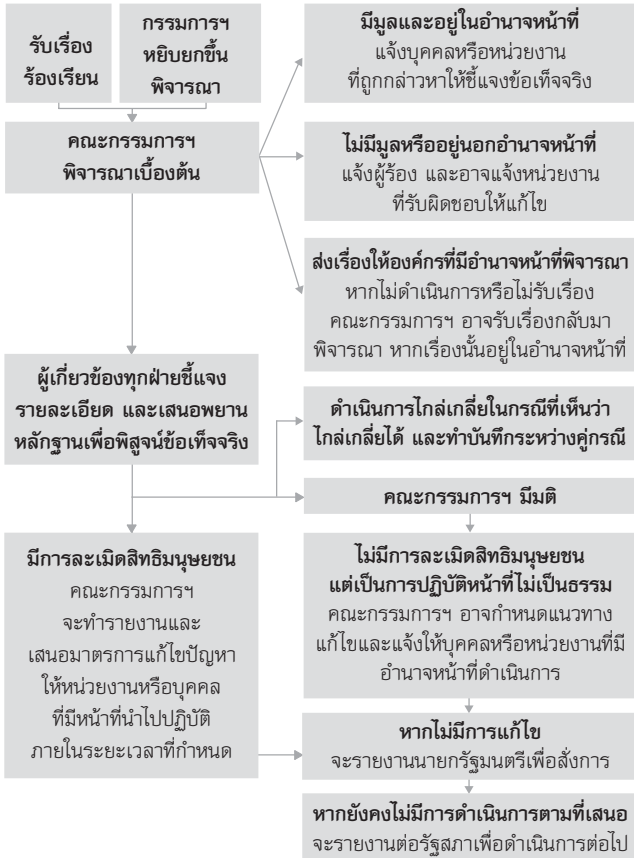 รับเรื่อง
ร้องเรียน
กรรมการฯ
หยิบยกขึ้น
พิจารณา
คณะกรรมการฯ
พิจารณาเบื้องต้น
มีมูลและอยู่ในอำนาจหน้าที่
แจ้งบุคคลหรือหน่วยงาน
ที่ถูกกล่าวหาให้ชี้แจงข้อเท็จจริง
ไม่มีมูลหรืออยู่นอกอำนาจหน้าที่
แจ้งผู้ร้อง และอาจแจ้งหน่วยงาน
ที่รับผิดชอบให้แก้ไข
ส่งเรื่องให้องค์กรที่มีอำนาจหน้าที่พิจารณา
หากไม่ดำเนินการหรือไม่รับเรื่อง
คณะกรรมการฯ อาจรับเรื่องกลับมา
พิจารณา หากเรื่องนั้นอยู่ในอำนาจหน้าที่
ผู้เกี่ยวข้องทุกฝ่ายชี้แจง
รายละเอียด และเสนอพยาน
หลักฐานเพื่อพิสูจน์ข้อเท็จจริง
ดำเนินการไกล่เกลี่ยในกรณีที่เห็นว่า
ไกล่เกลี่ยได้ และทำบันทึกระหว่างคู่กรณี
คณะกรรมการฯ มีมติ
มีการละเมิดสิทธิมนุษยชน
คณะกรรมการฯ
จะทำรายงานและ
เสนอมาตรการแก้ไขปัญหา
ให้หน่วยงานหรือบุคคล
ที่มีหน้าที่นำไปปฏิบัติ
ภายในระยะเวลาที่กำหนด
ไม่มีการละเมิดสิทธิมนุษยชน
แต่เป็นการปฏิบัติหน้าที่ไม่เป็นธรรม
คณะกรรมการฯ อาจกำหนดแนวทาง
แก้ไขและแจ้งให้บุคคลหรือหน่วยงานที่มี
อำนาจหน้าที่ดำเนินการ
หากไม่มีการแก้ไข
จะรายงานนายกรัฐมนตรีเพื่อสั่งการ
หากยังคงไม่มีการดำเนินการตามที่เสนอ
จะรายงานต่อรัฐสภาเพื่อดำเนินการต่อไป